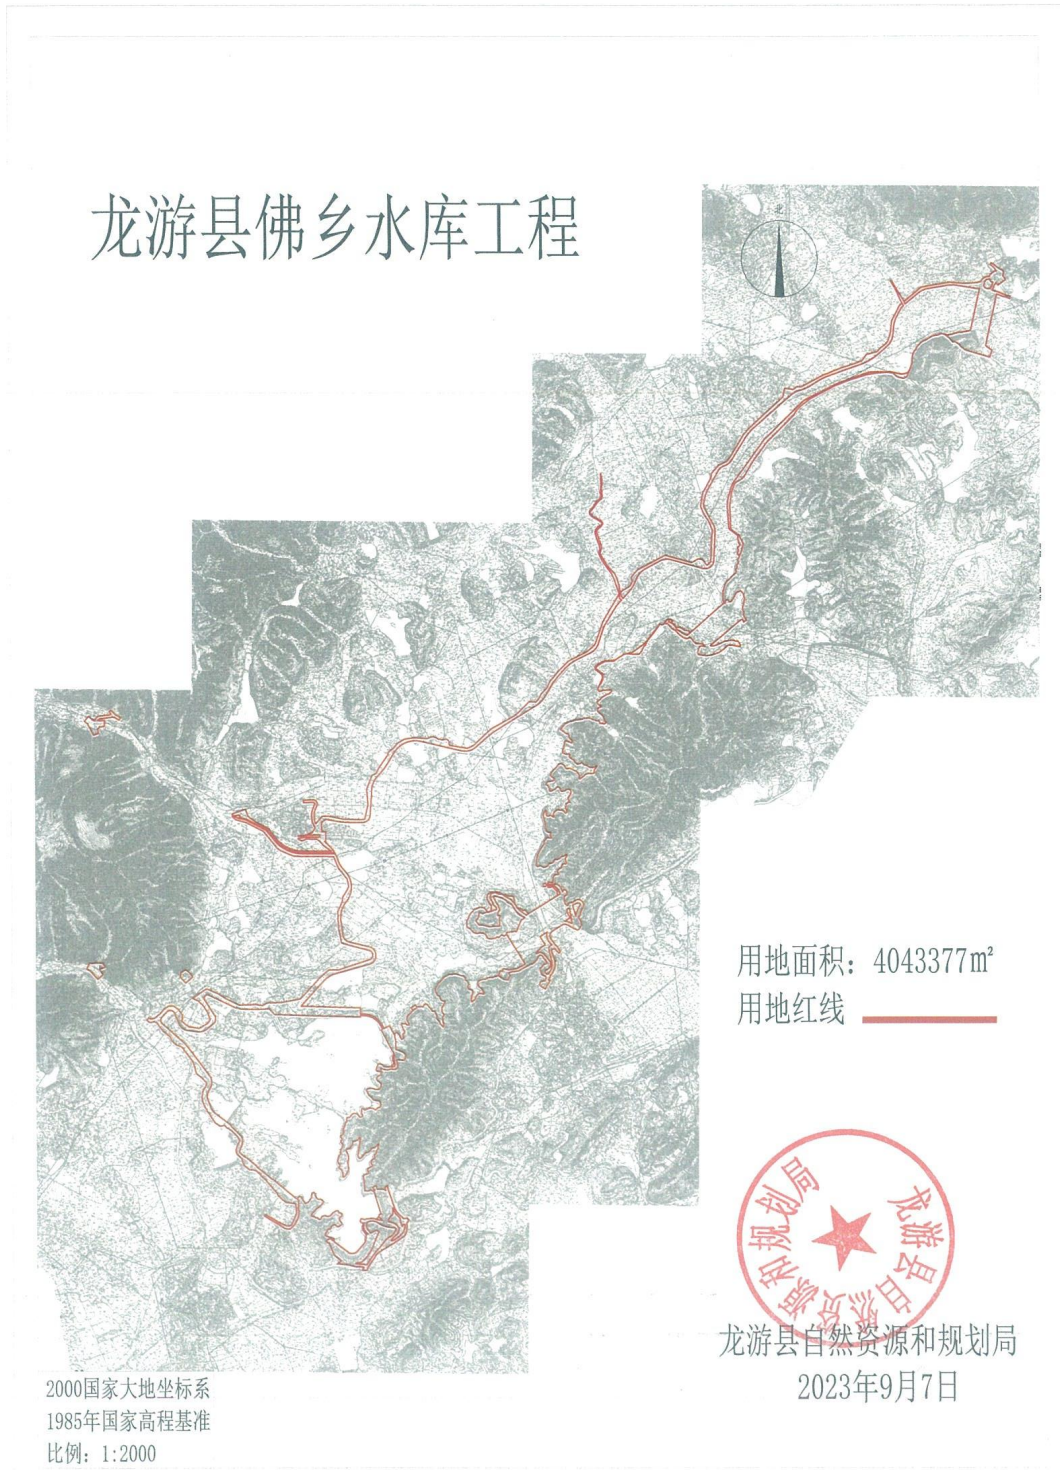 龙游县佛乡水库工程
北
用地面积：4043377㎡
用地红线
龙游县自然资源和规划局
龙游县自然资源和规划局
2023年9月7日
2000国家大地坐标系
1985年国家高程基准
比例：1:2000